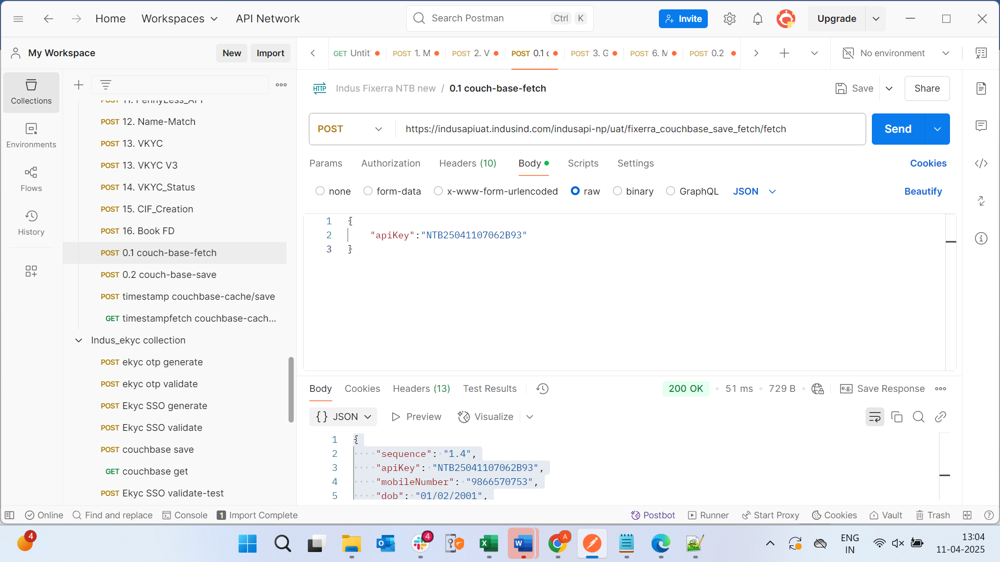 Home
Workspaces
API Network
Search Postman
Ctrl K
Invite
Upgrade
My Workspace
New
Import
GET Untit
POST 1. M
POST 2. V
POST 0.1 c
POST 3. G
POST 6. M
POST 0.2
No environment
Collections
Environments
Flows
History
POST 11. PennyLess_API
POST 12. Name-Match
POST 13. VKYC
POST 13. VKYC V3
POST 14. VKYC_Status
POST 15. CIF_Creation
POST 16. Book FD
POST 0.1 couch-base-fetch
POST 0.2 couch-base-save
POST timestamp couchbase-cache/save
GET timestampfetch couchbase-cach...
Indus_ekyc collection
POST ekyc otp generate
POST ekyc otp validate
POST Ekyc SSO generate
POST Ekyc SSO validate
POST couchbase save
GET couchbase get
POST Ekyc SSO validate-test
HTTP Indus Fixerra NTB new / 0.1 couch-base-fetch
Save
Share
POST
https://indusapiuat.indusind.com/indusapi-np/uat/fixerra_couchbase_save_fetch/fetch
Send
Params
Authorization
Headers (10)
Body
Scripts
Settings
Cookies
none
form-data
x-www-form-urlencoded
raw
binary
GraphQL
JSON
Beautify
1 {
2 "apiKey":"NTB25041107062B93"
3 }
Body
Cookies
Headers (13)
Test Results
200 OK
51 ms
729 B
e.g. Save Response
{} JSON
Preview
Visualize
1 {
2 "sequence": "1.4",
3 "apiKey": "NTB25041107062B93",
4 "mobileNumber": "9866570753",
5 "dob": "01/02/2001",
Online
Find and replace
Console
1 Import Complete
Postbot
Runner
Start Proxy
Cookies
Vault
Trash
4
4
A
ENG
IN
13:04
11-04-2025